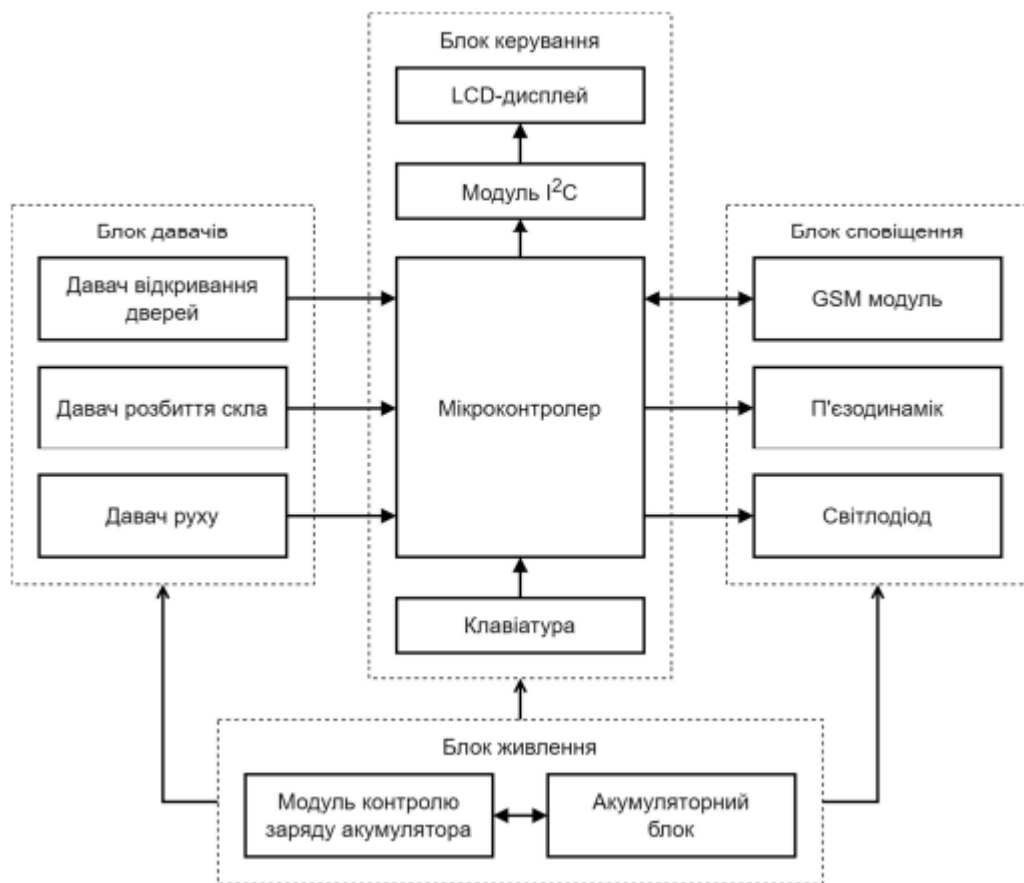 Блок керування
LCD-дисплей
Модуль I²C
Блок давачів
Давач відкривання
дверей
Давач розбиття скла
Давач руху
Мікроконтролер
Клавіатура
Блок сповіщення
GSM модуль
П'єзодинамік
Світлодіод
Блок живлення
Модуль контролю
заряду акумулятора
Акумуляторний
блок